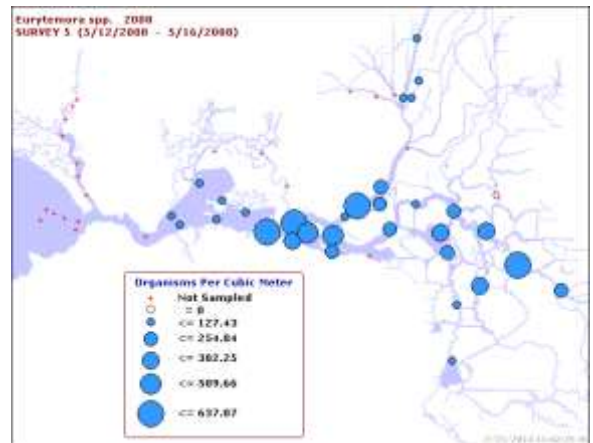 Eurytemora spp. 2008
SURVEY 5 (5/12/2008 - 5/16/2008)
Organisms Per Cubic Meter
Not Sampled
= 0
<= 127.43
<= 254.84
<= 382.25
<= 509.66
<= 637.07